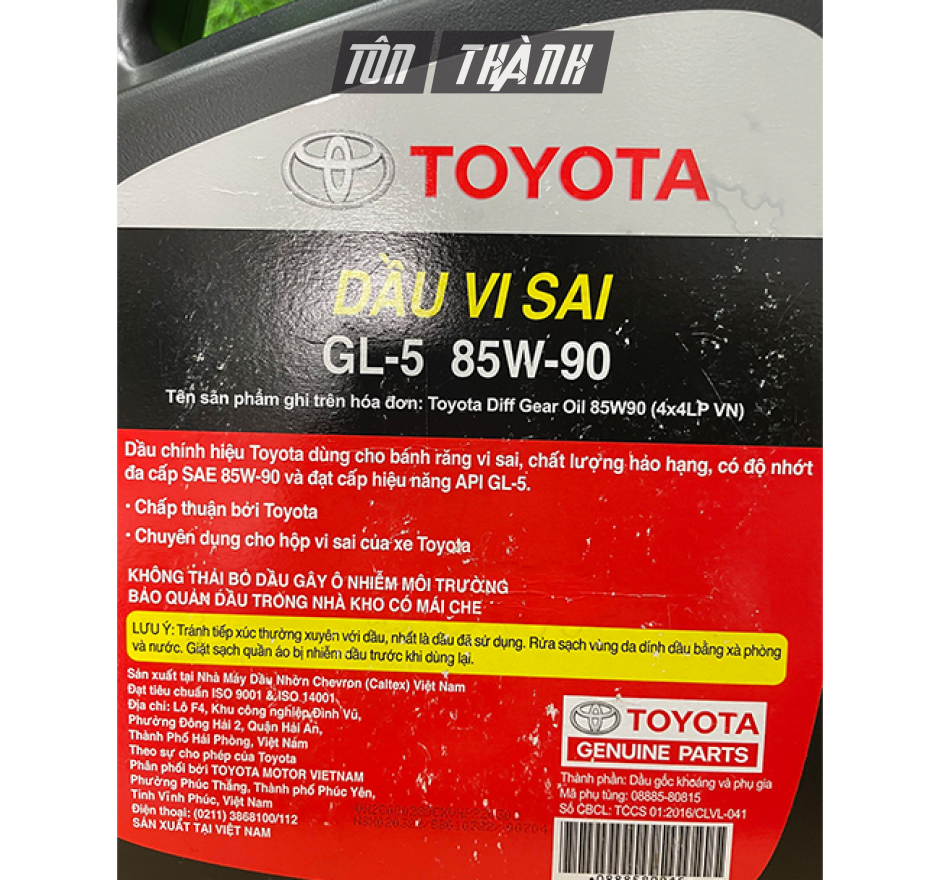 TÔN THÀNH
TOYOTA
DẦU VI SAI
GL-5 85W-90
Tên sản phẩm ghi trên hóa đơn: Toyota Diff Gear Oil 85W90 (4x4LP VN)
Dầu chính hiệu Toyota dùng cho bánh răng vi sai, chất lượng hảo hạng, có độ nhớt
đa cấp SAE 85W-90 và đạt cấp hiệu năng API GL-5.
· Chấp thuận bởi Toyota
· Chuyên dụng cho hộp vi sai của xe Toyota
KHÔNG THẢI BỎ DẦU GÂY Ô NHIỄM MÔI TRƯỜNG
BẢO QUẢN DẦU TRONG NHÀ KHO CÓ MÁI CHE
LƯU Ý: Tránh tiếp xúc thường xuyên với dầu, nhất là dầu đã sử dụng. Rửa sạch vùng da dính dầu bằng xà phòng
và nước. Giặt sạch quần áo bị nhiễm dầu trước khi dùng lại.
Sản xuất tại Nhà Máy Dầu Nhờn Chevron (Caltex) Việt Nam
Đạt tiêu chuẩn ISO 9001 & ISO 14001
Địa chỉ: Lô F4, Khu công nghiệp Đình Vũ,
Phường Đông Hải 2, Quận Hải An,
Thành Phố Hải Phòng, Việt Nam
Theo sự cho phép của Toyota
Phân phối bởi TOYOTA MOTOR VIETNAM
Phường Phúc Thắng, Thành phố Phúc Yên,
Tỉnh Vĩnh Phúc, Việt Nam
Điện thoại: (0211) 3868100/112
SẢN XUẤT TẠI VIỆT NAM
TOYOTA
GENUINE PARTS
Thành phần: Dầu gốc khoáng và phụ gia
Mã phụ tùng: 08885-80815
Số CBCL: TCCS 01:2016/CLVL-041